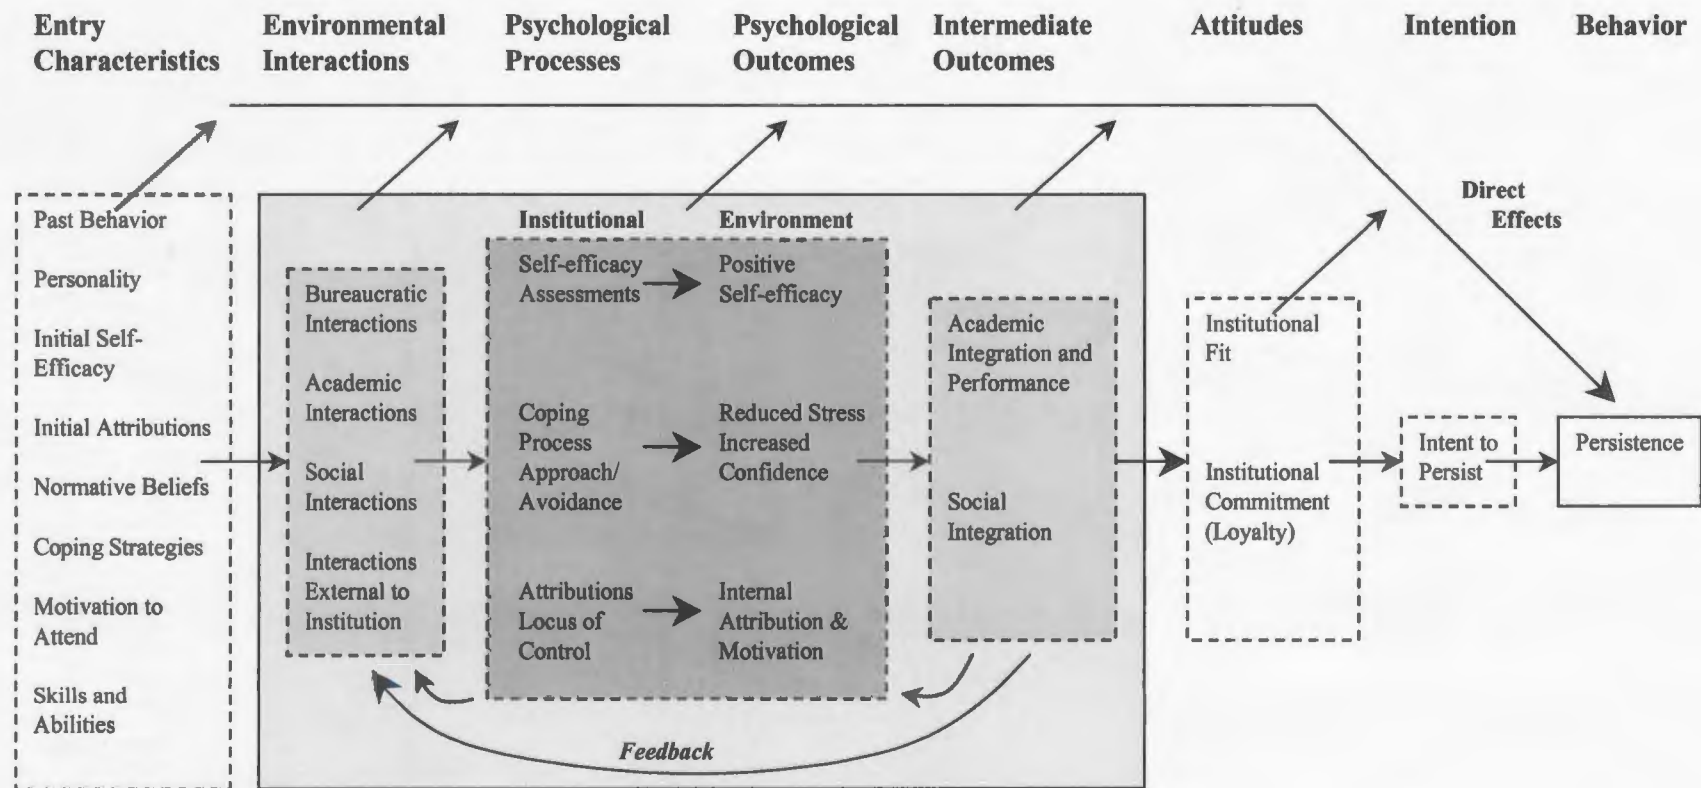 Entry
Characteristics
Environmental
Interactions
Psychological
Processes
Psychological
Outcomes
Intermediate
Outcomes
Attitudes
Intention
Behavior
Direct
Effects
Past Behavior
Personality
Initial Self-
Efficacy
Initial Attributions
Normative Beliefs
Coping Strategies
Motivation to
Attend
Skills and
Abilities
Bureaucratic
Interactions
Academic
Interactions
Social
Interactions
Interactions
External to
Institution
Institutional
Environment
Self-efficacy
Assessments
Positive
Self-efficacy
Coping
Process
Approach/
Avoidance
Reduced Stress
Increased
Confidence
Attributions
Locus of
Control
Internal
Attribution &
Motivation
Academic
Integration and
Performance
Social
Integration
Institutional
Fit
Institutional
Commitment
(Loyalty)
Intent to
Persist
Persistence
Feedback